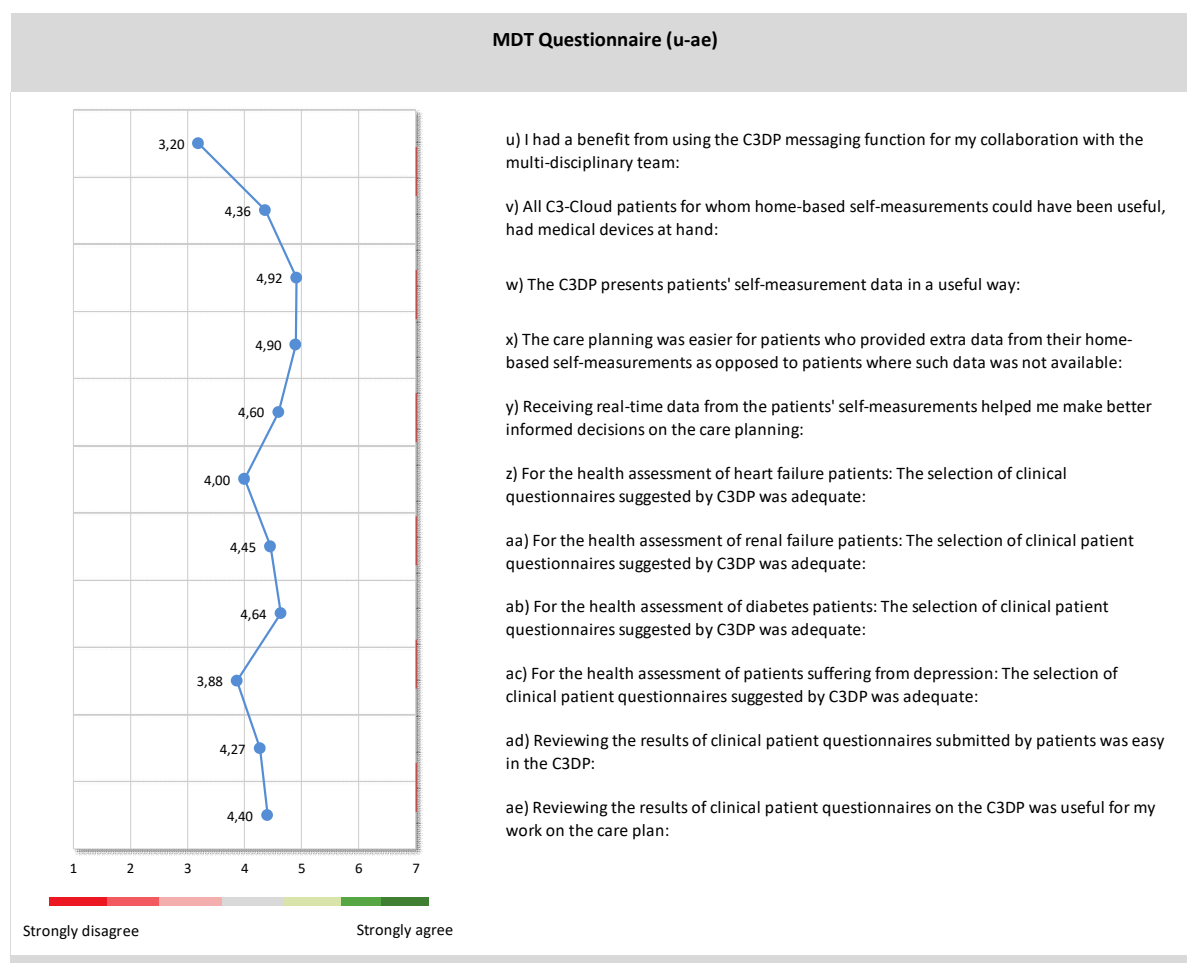 MDT Questionnaire (u-ae)
3,20
4,36
4,92
4,90
4,60
4,00
4,45
4,64
3,88
4,27
4,40
1 2 3 4 5 6 7
Strongly disagree
Strongly agree
u) I had a benefit from using the C3DP messaging function for my collaboration with the
multi-disciplinary team:
v) All C3-Cloud patients for whom home-based self-measurements could have been useful,
had medical devices at hand:
w) The C3DP presents patients' self-measurement data in a useful way:
x) The care planning was easier for patients who provided extra data from their home-
based self-measurements as opposed to patients where such data was not available:
y) Receiving real-time data from the patients' self-measurements helped me make better
informed decisions on the care planning:
z) For the health assessment of heart failure patients: The selection of clinical
questionnaires suggested by C3DP was adequate:
aa) For the health assessment of renal failure patients: The selection of clinical patient
questionnaires suggested by C3DP was adequate:
ab) For the health assessment of diabetes patients: The selection of clinical patient
questionnaires suggested by C3DP was adequate:
ac) For the health assessment of patients suffering from depression: The selection of
clinical patient questionnaires suggested by C3DP was adequate:
ad) Reviewing the results of clinical patient questionnaires submitted by patients was easy
in the C3DP:
ae) Reviewing the results of clinical patient questionnaires on the C3DP was useful for my
work on the care plan: